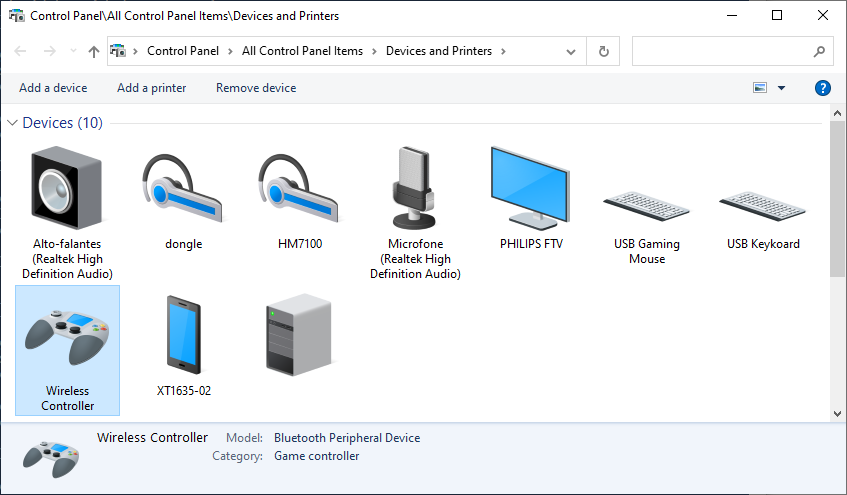 Control Panel\All Control Panel Items\Devices and Printers
Control Panel > All Control Panel Items > Devices and Printers >
Add a device Add a printer Remove device ?
Devices (10)
Alto-falantes
(Realtek High
Definition Audio)
dongle
HM7100
Microfone
(Realtek High
Definition Audio)
PHILIPS FTV
USB Gaming
Mouse
USB Keykoard
Wireless
Controller
XT1635-02
Wireless Controller Model: Bluetooth Peripheral Device
Category: Game controller